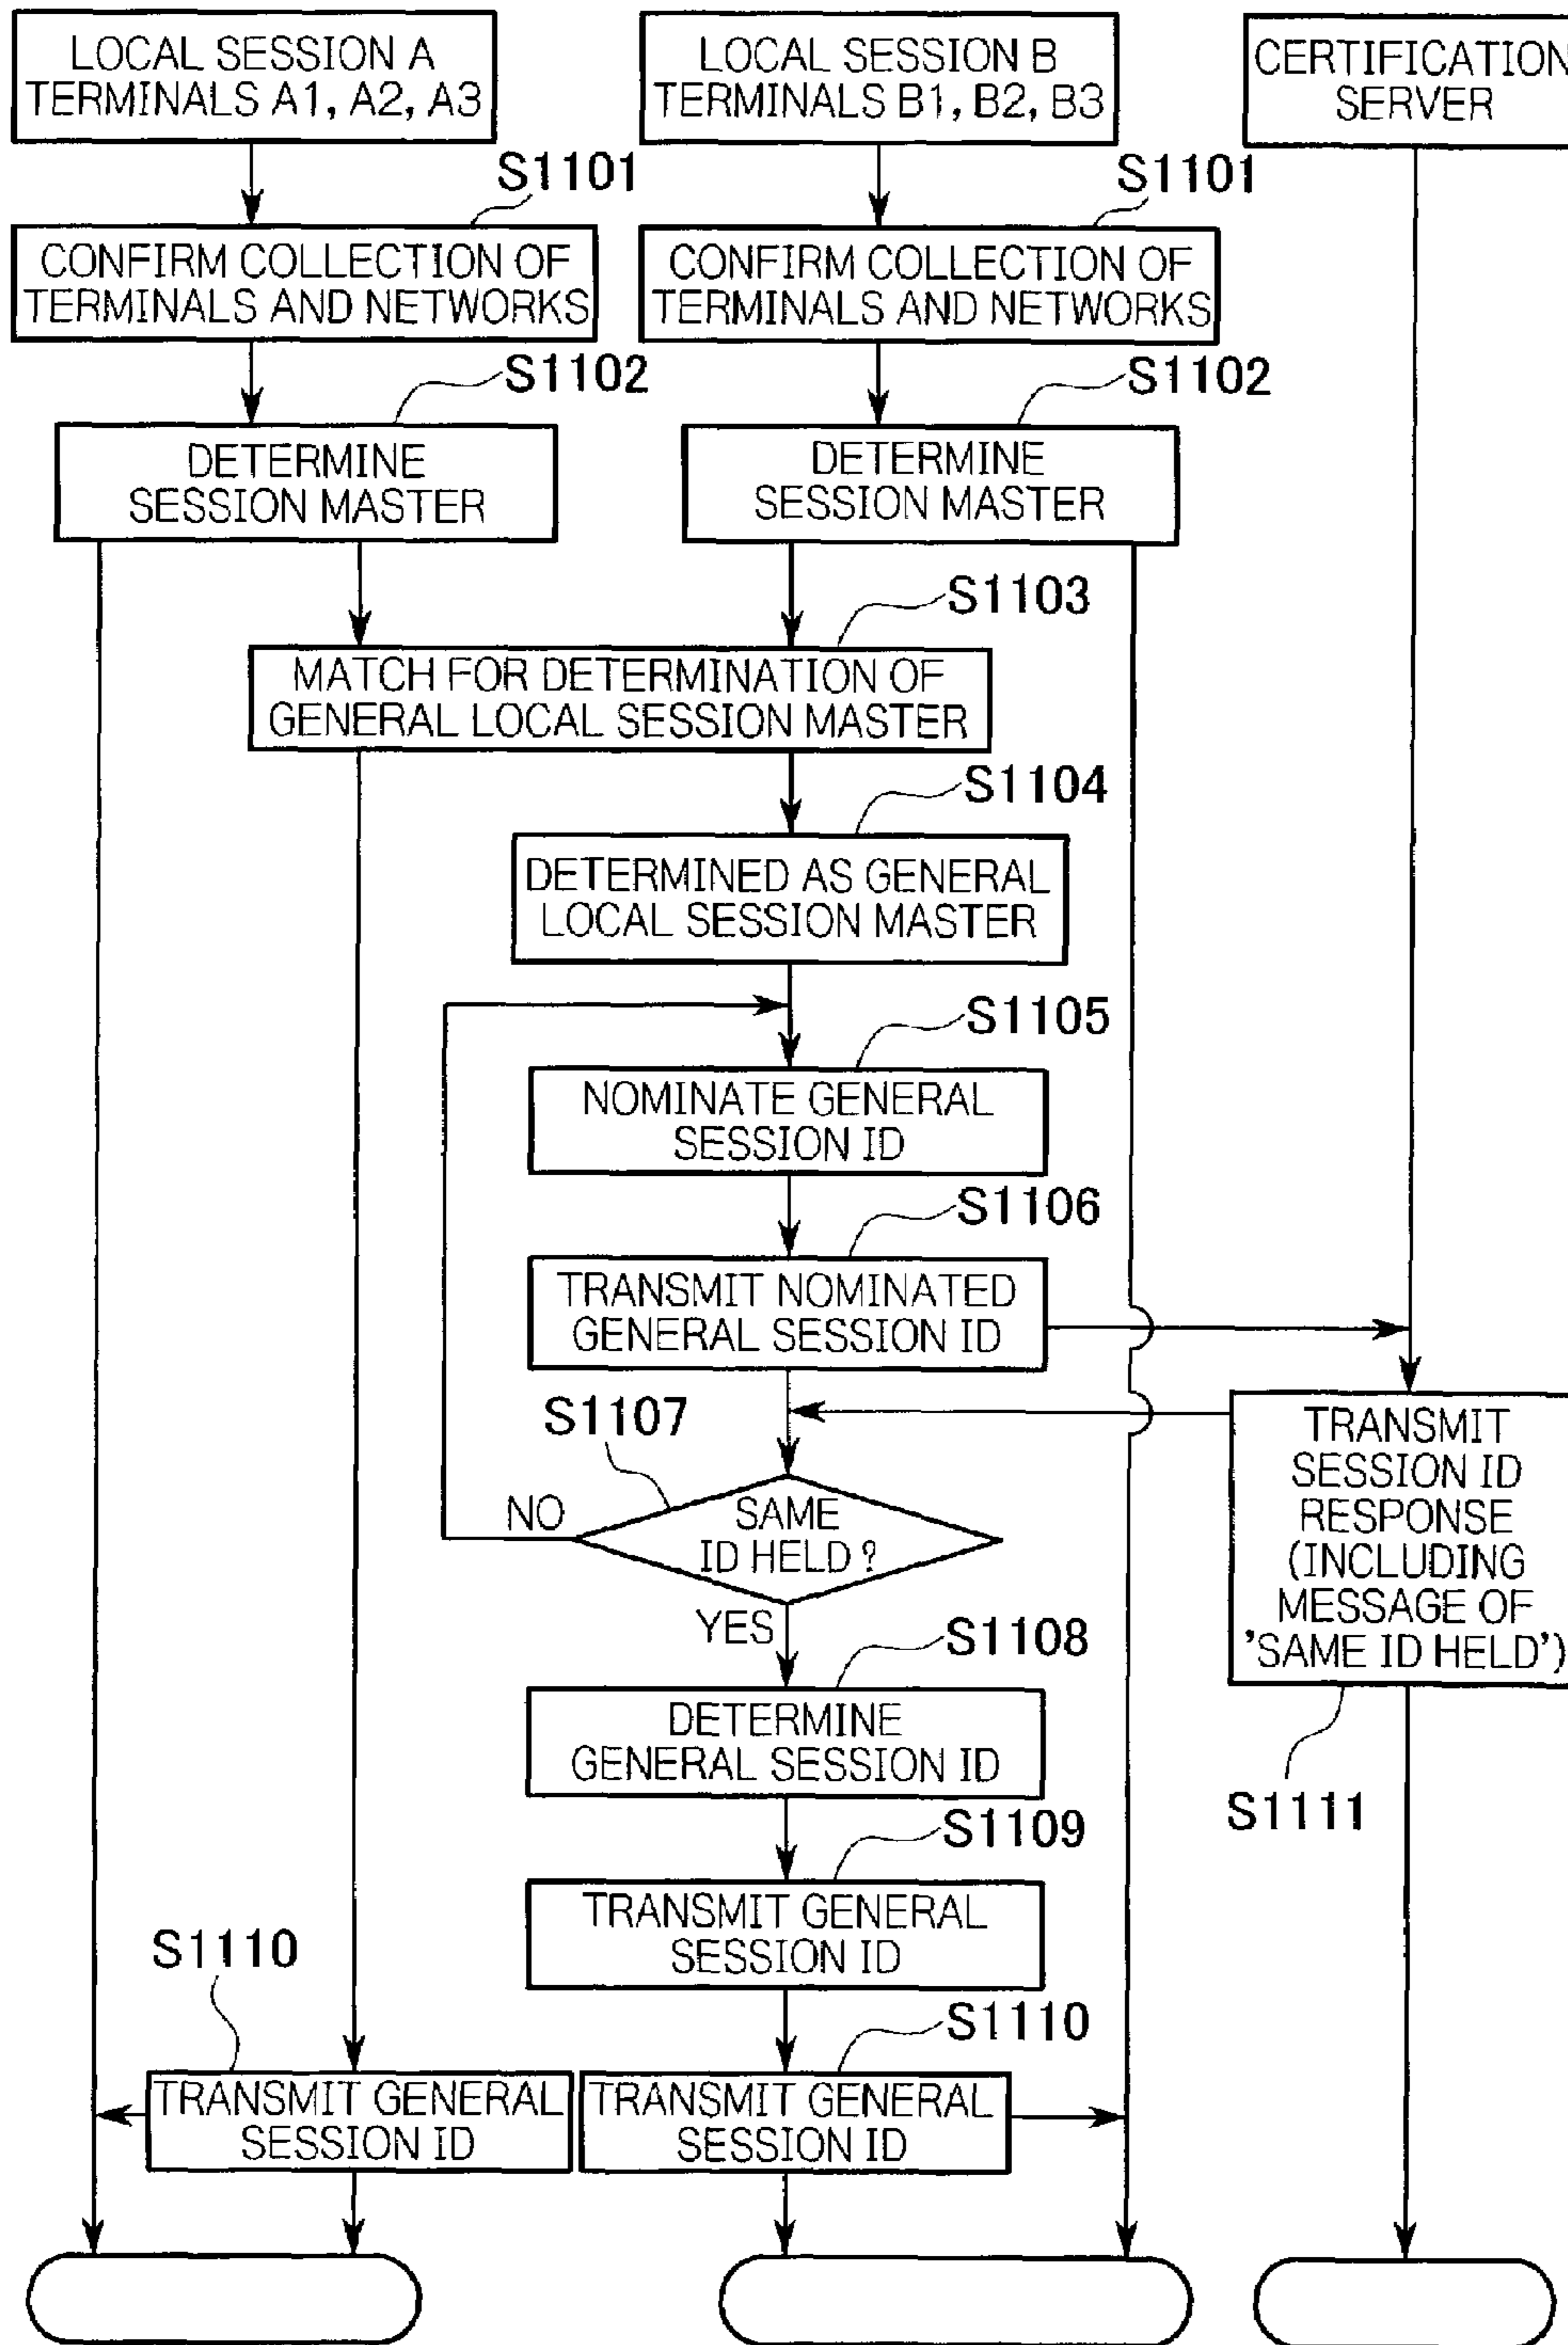 LOCAL SESSION A
TERMINALS A1, A2, A3
LOCAL SESSION B
TERMINALS B1, B2, B3
CERTIFICATION
SERVER
S1101
S1101
CONFIRM COLLECTION OF
TERMINALS AND NETWORKS
CONFIRM COLLECTION OF
TERMINALS AND NETWORKS
S1102
S1102
DETERMINE
SESSION MASTER
DETERMINE
SESSION MASTER
S1103
MATCH FOR DETERMINATION OF
GENERAL LOCAL SESSION MASTER
S1104
DETERMINED AS GENERAL
LOCAL SESSION MASTER
S1105
NOMINATE GENERAL
SESSION ID
S1106
TRANSMIT NOMINATED
GENERAL SESSION ID
S1107
TRANSMIT
SESSION ID
RESPONSE
(INCLUDING
MESSAGE OF
'SAME ID HELD')
NO
SAME
ID HELD?
YES
S1108
DETERMINE
GENERAL SESSION ID
S1111
S1109
TRANSMIT GENERAL
SESSION ID
S1110
S1110
TRANSMIT GENERAL
SESSION ID
TRANSMIT GENERAL
SESSION ID